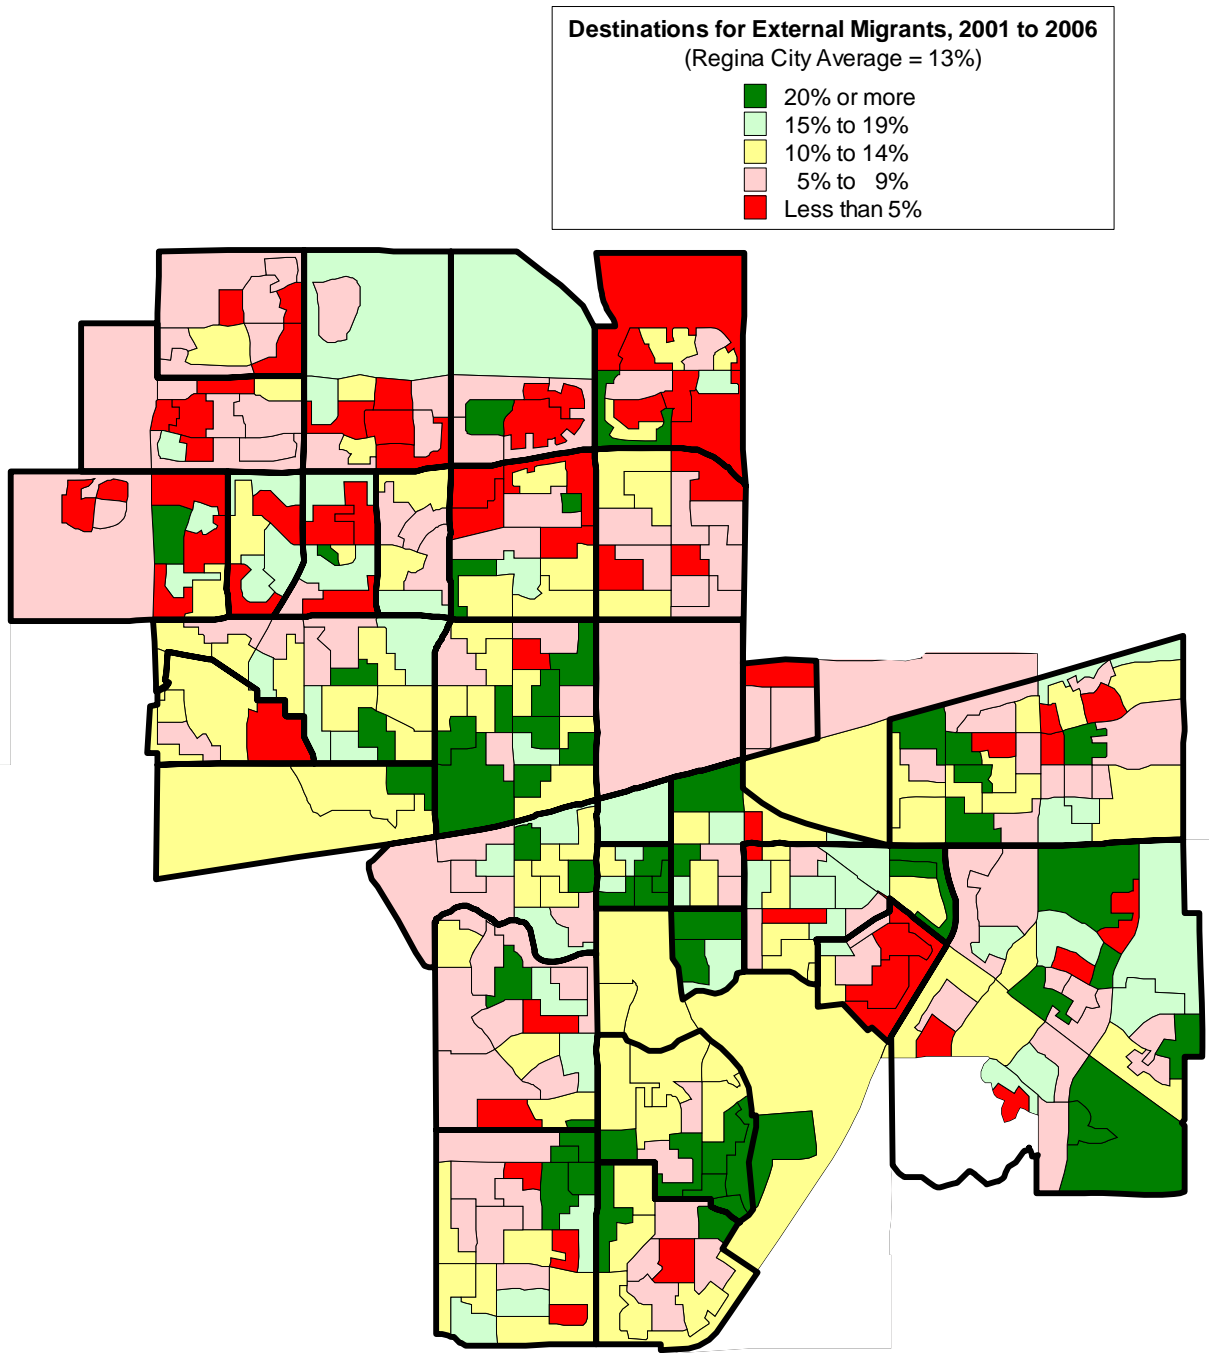 Destinations for External Migrants, 2001 to 2006
(Regina City Average = 13%)
20% or more
15% to 19%
10% to 14%
5% to 9%
Less than 5%